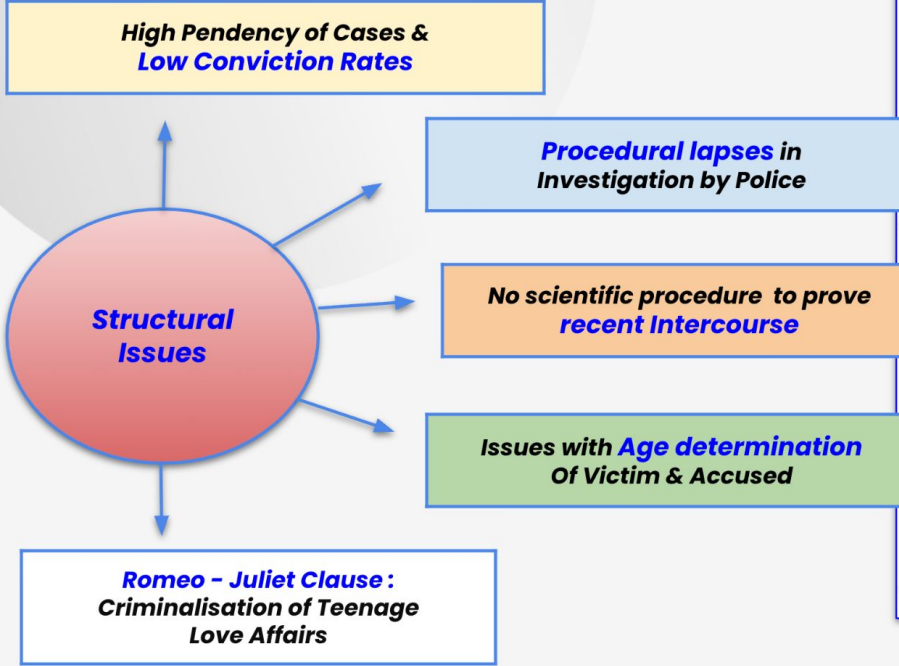 High Pendency of Cases &
Low Conviction Rates
Procedural lapses in
Investigation by Police
No scientific procedure to prove
recent Intercourse
Structural
Issues
Issues with Age determination
Of Victim & Accused
Romeo - Juliet Clause :
Criminalisation of Teenage
Love Affairs